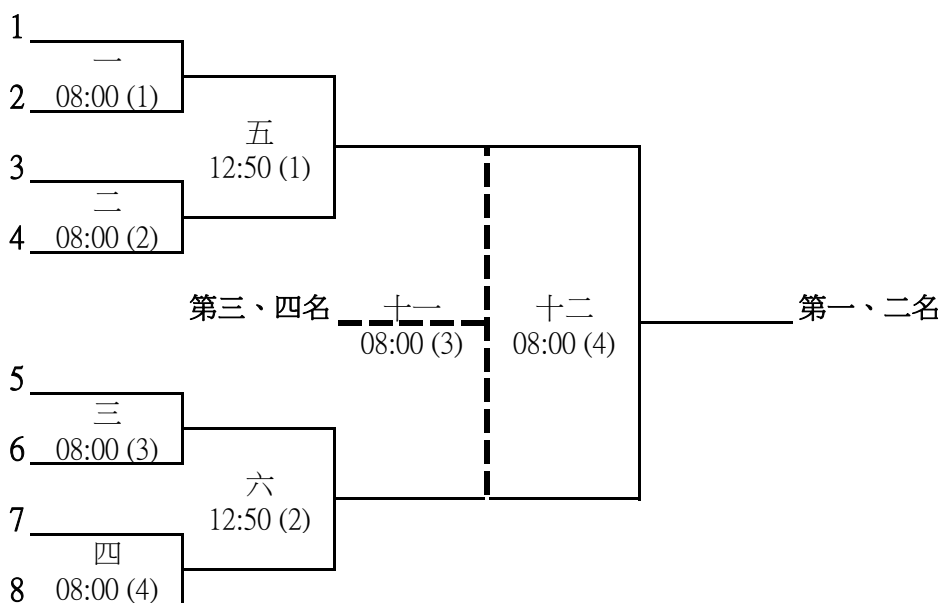 1
一
2 08:00 (1)
五
3 12:50 (1)
二
4 08:00 (2)
第三、四名 十一 十二 第一、二名
08:00 (3) 08:00 (4)
5
三
6 08:00 (3)
六
7 12:50 (2)
四
8 08:00 (4)